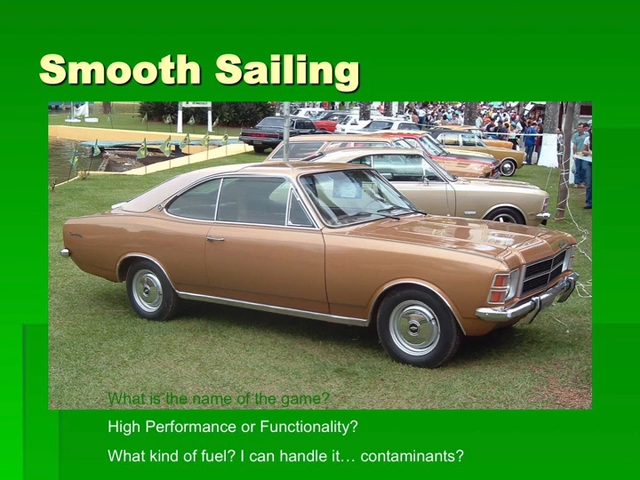 Smooth Sailing
What is the name of the game?
High Performance or Functionality?
What kind of fuel? I can handle it… contaminants?